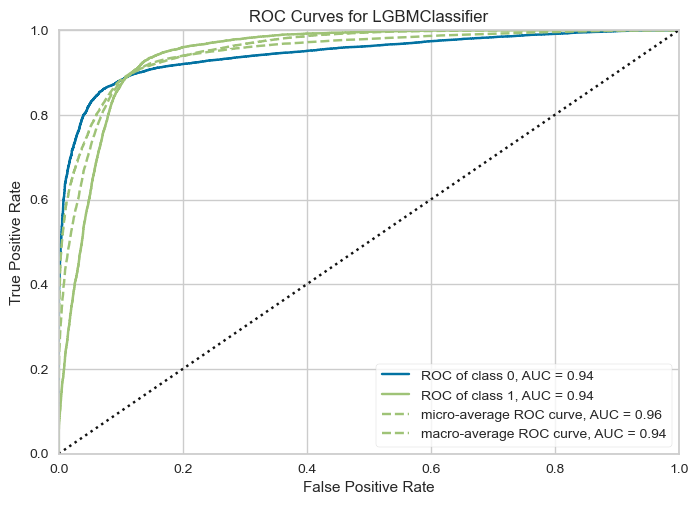 ROC Curves for LGBMClassifier
1.0
0.8
0.6
0.4
0.2
0.0
True Positive Rate
ROC of class 0, AUC = 0.94
ROC of class 1, AUC = 0.94
micro-average ROC curve, AUC = 0.96
macro-average ROC curve, AUC = 0.94
0.0 0.2 0.4 0.6 0.8 1.0
False Positive Rate